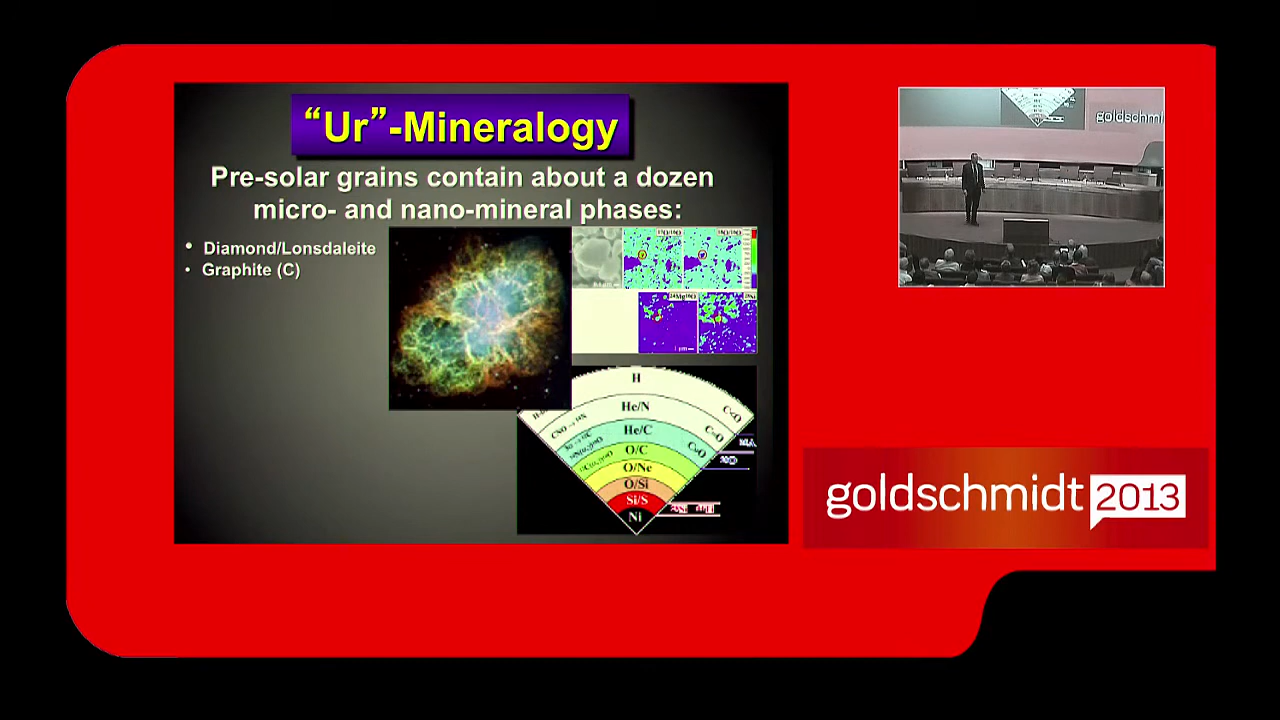 “Ur”-Mineralogy
Pre-solar grains contain about a dozen
micro- and nano-mineral phases:
• Diamond/Lonsdaleite
• Graphite (C)
H
He/N
He/C
O/C
O/Ne
O/Si
Si/S
Ni
C<O
C=O
C>O
goldschmidt 2013
goldschmi